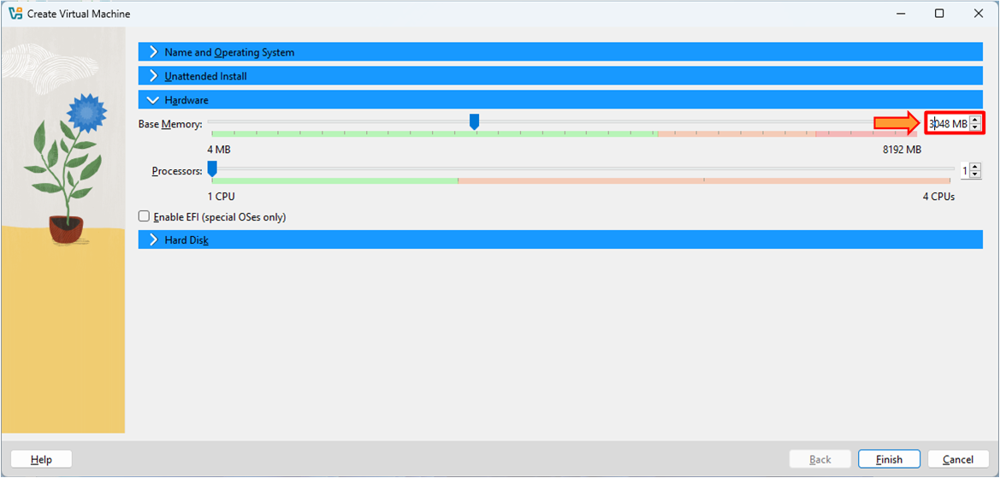 Create Virtual Machine
Name and Operating System
Unattended Install
Hardware
Base Memory:
3048 MB
4 MB
8192 MB
Processors:
1
1 CPU
4 CPUs
Enable EFI (special OSes only)
Hard Disk
Help
Back
Finish
Cancel